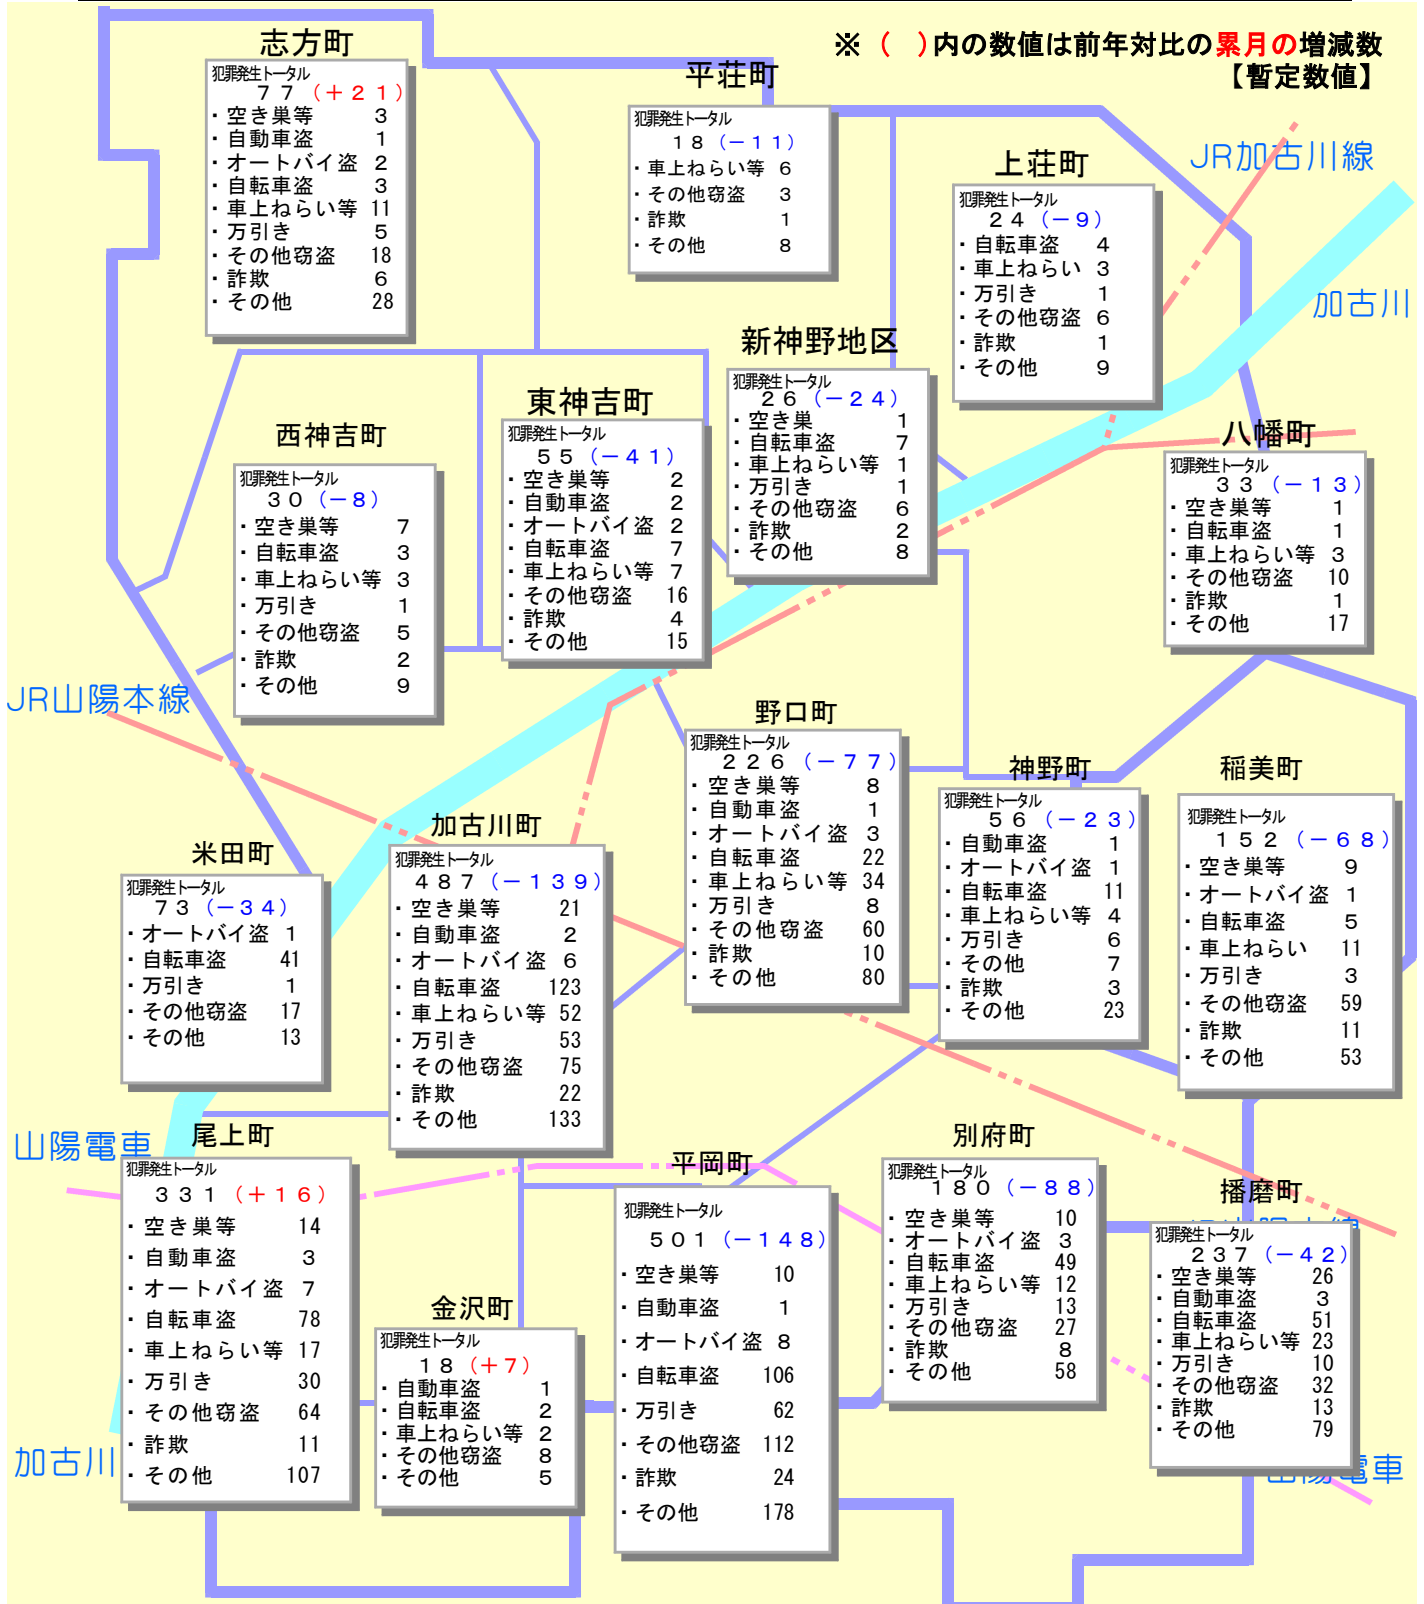 ※（　）内の数値は前年対比の累月の増減数
【暫定数値】
志方町
犯罪発生トータル
７７（＋２１）
・空き巣等 3
・自動車盗 1
・オートバイ盗 2
・自転車盗 3
・車上ねらい等 11
・万引き 5
・その他窃盗 18
・詐欺 6
・その他 28
平荘町
犯罪発生トータル
１８（－１１）
・車上ねらい等 6
・その他窃盗 3
・詐欺 1
・その他 8
上荘町
犯罪発生トータル
２４（－９）
・自転車盗 4
・車上ねらい 3
・万引き 1
・その他窃盗 6
・詐欺 1
・その他 9
JR加古川線
加古川
新神野地区
犯罪発生トータル
２６（－２４）
・空き巣 1
・自転車盗 7
・車上ねらい等 1
・万引き 1
・その他窃盗 6
・詐欺 2
・その他 8
東神吉町
犯罪発生トータル
５５（－４１）
・空き巣等 2
・自動車盗 2
・オートバイ盗 2
・自転車盗 7
・車上ねらい等 7
・その他窃盗 16
・詐欺 4
・その他 15
西神吉町
犯罪発生トータル
３０（－８）
・空き巣等 7
・自転車盗 3
・車上ねらい等 3
・万引き 1
・その他窃盗 5
・詐欺 2
・その他 9
八幡町
犯罪発生トータル
３３（－１３）
・空き巣等 1
・自転車盗 1
・車上ねらい等 3
・その他窃盗 10
・詐欺 1
・その他 17
JR山陽本線
野口町
犯罪発生トータル
２２６（－７７）
・空き巣等 8
・自動車盗 1
・オートバイ盗 3
・自転車盗 22
・車上ねらい等 34
・万引き 8
・その他窃盗 60
・詐欺 10
・その他 80
神野町
犯罪発生トータル
５６（－２３）
・自動車盗 1
・オートバイ盗 1
・自転車盗 11
・車上ねらい等 4
・万引き 6
・その他 7
・詐欺 3
・その他 23
稲美町
犯罪発生トータル
１５２（－６８）
・空き巣等 9
・オートバイ盗 1
・自転車盗 5
・車上ねらい 11
・万引き 3
・その他窃盗 59
・詐欺 11
・その他 53
加古川町
犯罪発生トータル
４８７（－１３９）
・空き巣等 21
・自動車盗 2
・オートバイ盗 6
・自転車盗 123
・車上ねらい等 52
・万引き 53
・その他窃盗 75
・詐欺 22
・その他 133
米田町
犯罪発生トータル
７３（－３４）
・オートバイ盗 1
・自転車盗 41
・万引き 1
・その他窃盗 17
・その他 13
山陽電車
尾上町
犯罪発生トータル
３３１（＋１６）
・空き巣等 14
・自動車盗 3
・オートバイ盗 7
・自転車盗 78
・車上ねらい等 17
・万引き 30
・その他窃盗 64
・詐欺 11
・その他 107
加古川
金沢町
犯罪発生トータル
１８（＋７）
・自動車盗 1
・自転車盗 2
・車上ねらい等 2
・その他窃盗 8
・その他 5
平岡町
犯罪発生トータル
５０１（－１４８）
・空き巣等 10
・自動車盗 1
・オートバイ盗 8
・自転車盗 106
・万引き 62
・その他窃盗 112
・詐欺 24
・その他 178
別府町
犯罪発生トータル
１８０（－８８）
・空き巣等 10
・オートバイ盗 3
・自転車盗 49
・車上ねらい等 12
・万引き 13
・その他窃盗 27
・詐欺 8
・その他 58
播磨町
犯罪発生トータル
２３７（－４２）
・空き巣等 26
・自動車盗 3
・自転車盗 51
・車上ねらい等 23
・万引き 10
・その他窃盗 32
・詐欺 13
・その他 79
山陽電車